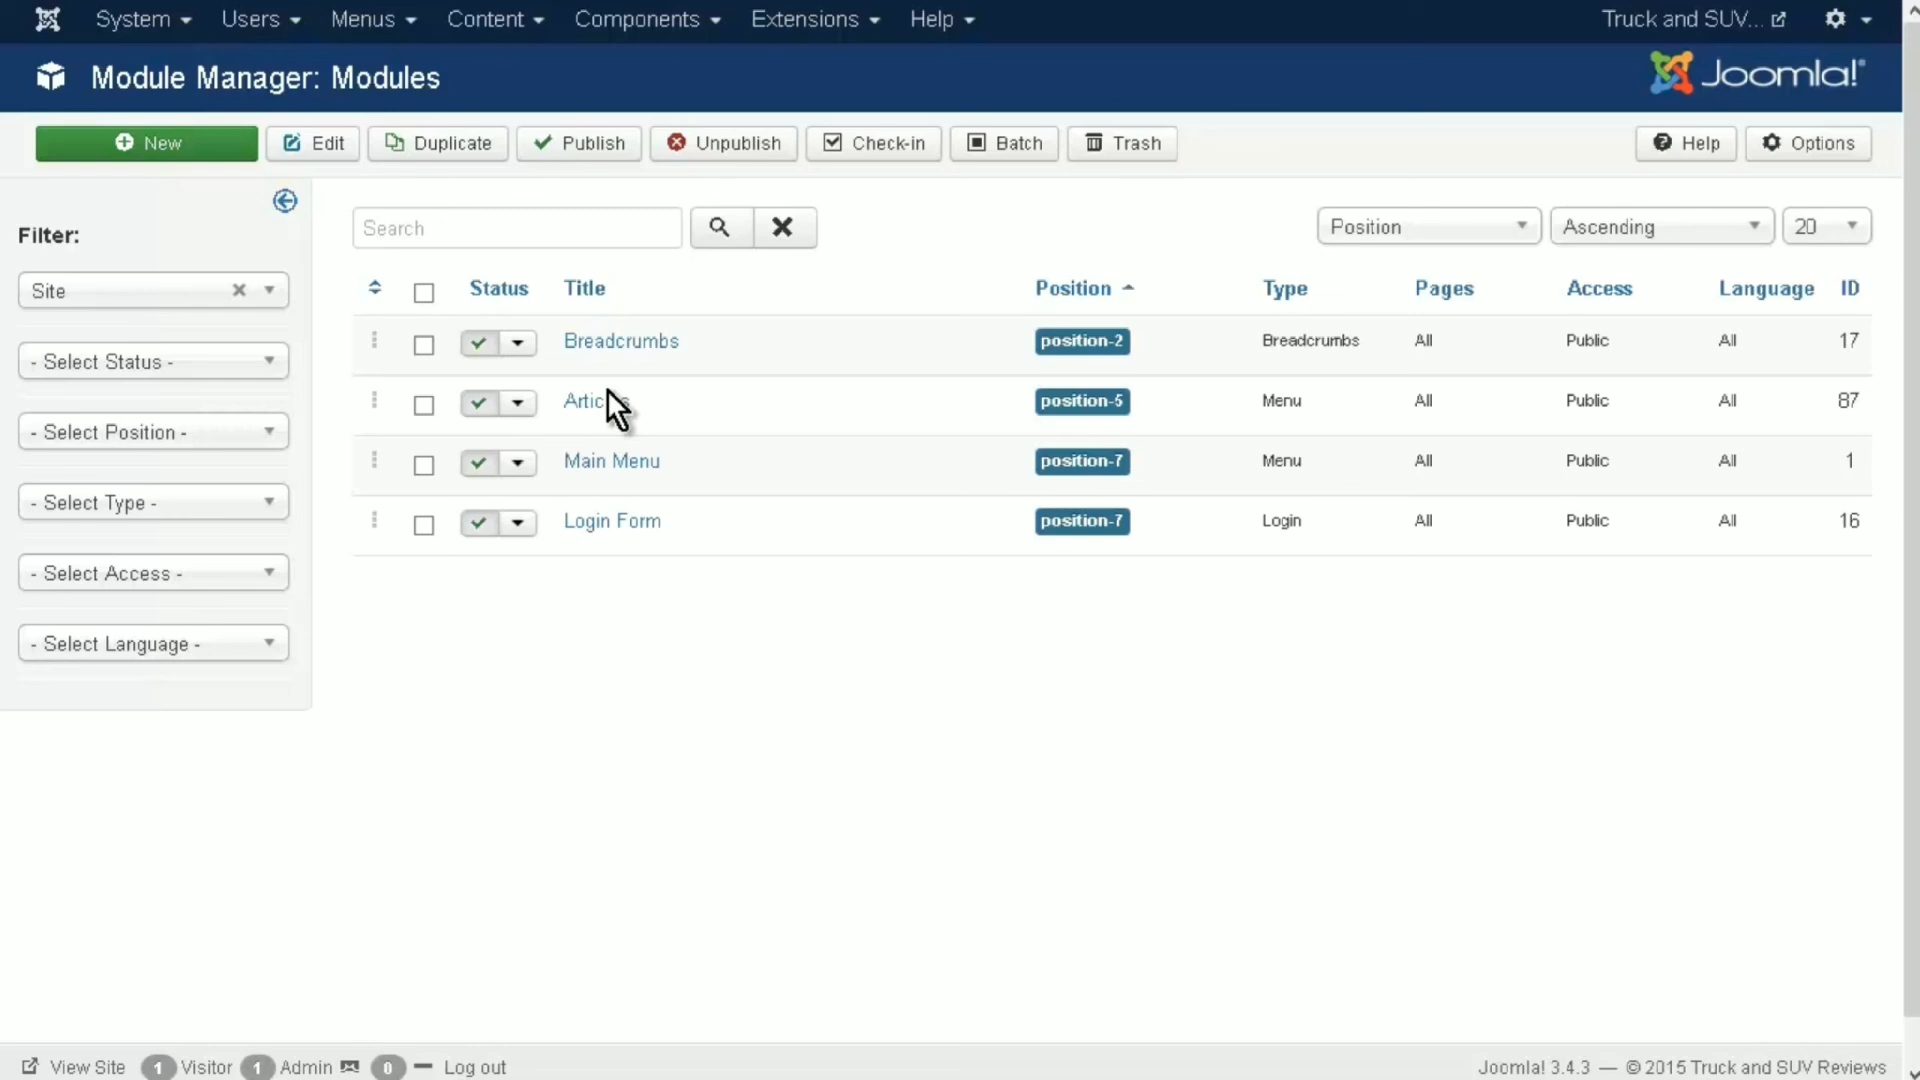 System Users Menus Content Components Extensions Help Truck and SUV...
Module Manager: Modules Joomla!®
New Edit Duplicate Publish Unpublish Check-in Batch Trash Help Options
Search Position Ascending 20
Filter:
Site
- Select Status -
- Select Position -
- Select Type -
- Select Access -
- Select Language -
Status Title Position Type Pages Access Language ID
Breadcrumbs position-2 Breadcrumbs All Public All 17
position-5 Menu All Public All 87
Main Menu position-7 Menu All Public All 1
Login Form position-7 Login All Public All 16
View Site 1 Visitor 1 Admin 0 Log out Joomla! 3.4.3 — © 2015 Truck and SUV Reviews